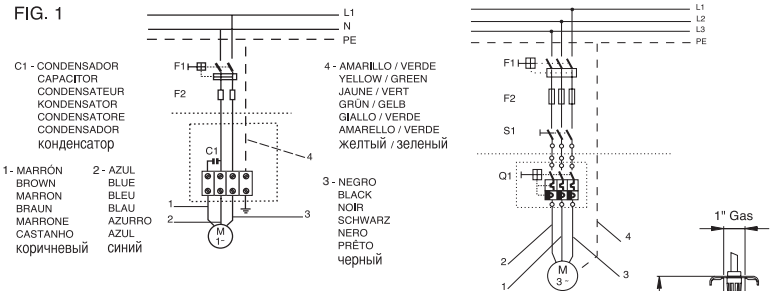 FIG. 1
L1
N
PE
C1 - CONDENSADOR
CAPACITOR
CONDENSATEUR
KONDENSATOR
CONDENSATORE
CONDENSADOR
конденсатор
1- MARRÓN
BROWN
MARRON
BRAUN
MARRONE
CASTANHO
коричневый
2 - AZUL
BLUE
BLEU
BLAU
AZURRO
AZUL
синий
F1
F2
C1
4
1
2
3
M
1~
4 - AMARILLO / VERDE
YELLOW / GREEN
JAUNE / VERT
GRÜN / GELB
GIALLO / VERDE
AMARELLO / VERDE
желтый / зеленый
3 - NEGRO
BLACK
NOIR
SCHWARZ
NERO
PRÊTO
черный
L1
L2
L3
PE
F1
F2
S1
Q1
4
2
3
1
M
3 ~
1" Gas